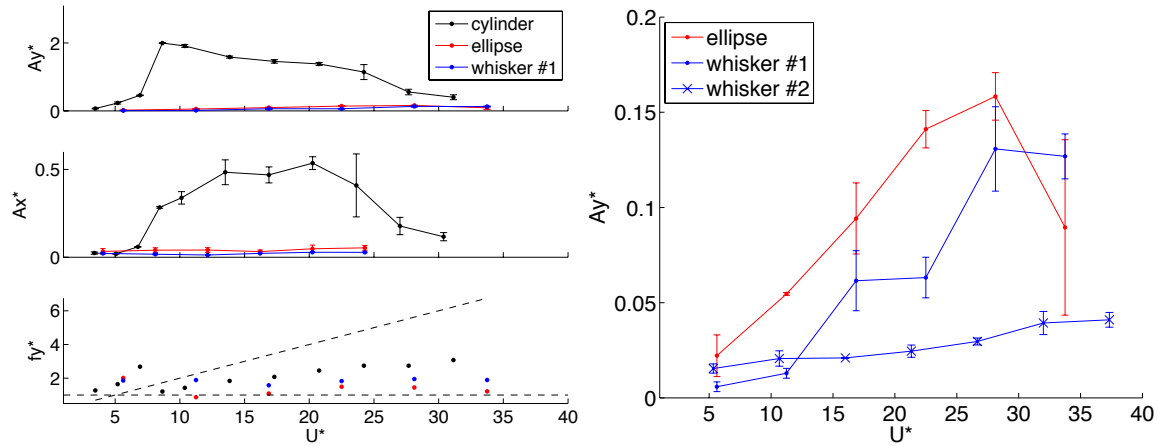 Ay*
2
0
cylinder
ellipse
whisker #1
Ax*
0.5
0
fy*
6
4
2
0 5 10 15 20 25 30 35 40
U*
Ay*
0.2
0.15
0.1
0.05
0
ellipse
whisker #1
whisker #2
5 10 15 20 25 30 35 40
U*